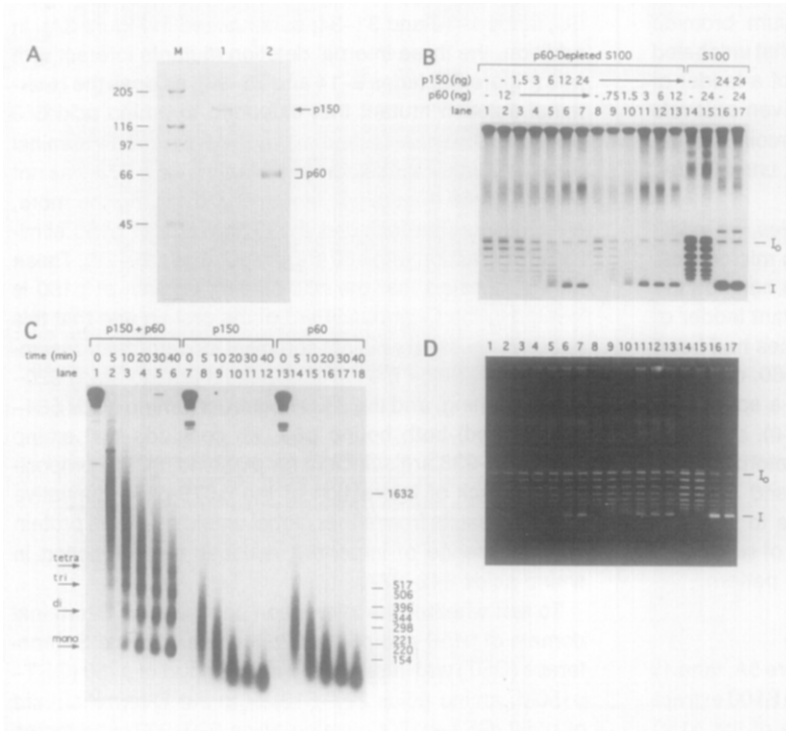 A
M 1 2
205
116
97
66
45
p150
p60
B
p60-Depleted S100 S100
p150 (ng) - - 1.5 3 6 12 24 - - 24 24
p60 (ng) - 12 - .75 1.5 3 6 12 - 24 - 24
lane 1 2 3 4 5 6 7 8 9 10 11 12 13 14 15 16 17
I₀
I
C
p150 + p60 p150 p60
time (min) 0 5 10 20 30 40 0 5 10 20 30 40 0 5 10 20 30 40
lane 1 2 3 4 5 6 7 8 9 10 11 12 13 14 15 16 17 18
1632
tetra
tri
di
mono
517
506
396
344
298
221
220
154
D
1 2 3 4 5 6 7 8 9 10 11 12 13 14 15 16 17
I₀
I